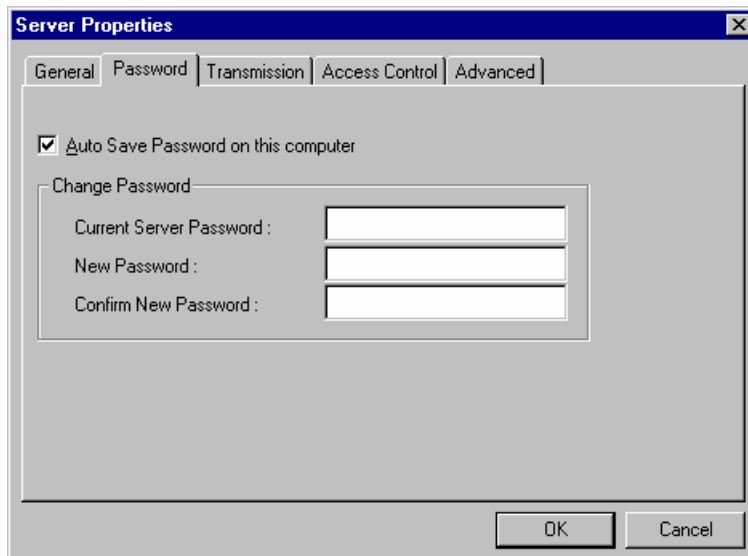 Server Properties
General Password Transmission Access Control Advanced
Auto Save Password on this computer
Change Password
Current Server Password :
New Password :
Confirm New Password :
OK Cancel